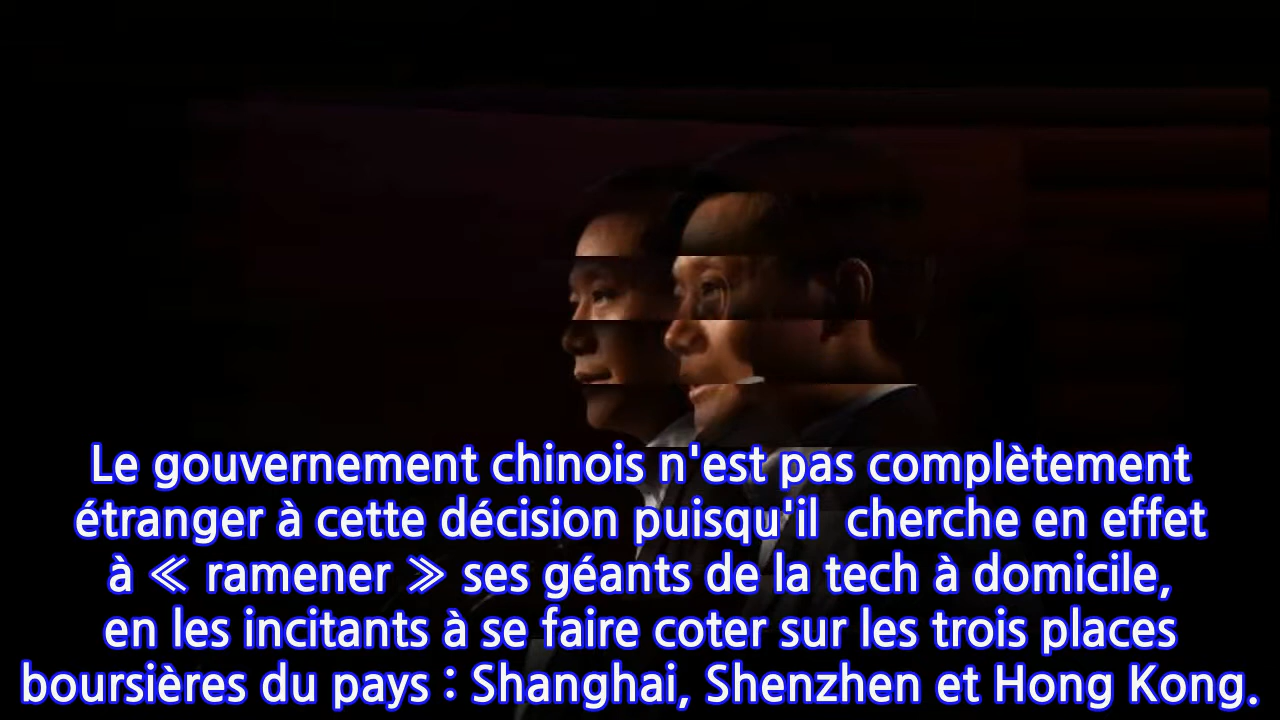 Le gouvernement chinois n'est pas complètement
étranger à cette décision puisqu'il  cherche en effet
à ≪ ramener ≫ ses géants de la tech à domicile,
en les incitants à se faire coter sur les trois places
boursières du pays : Shanghai, Shenzhen et Hong Kong.